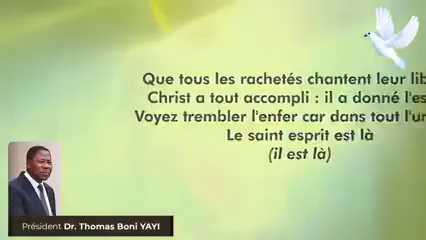 Que tous les rachetés chantent leur lib
Christ a tout accompli : il a donné l'es
Voyez trembler l'enfer car dans tout l'un
Le saint esprit est là
(il est là)
Président Dr. Thomas Boni YAYI